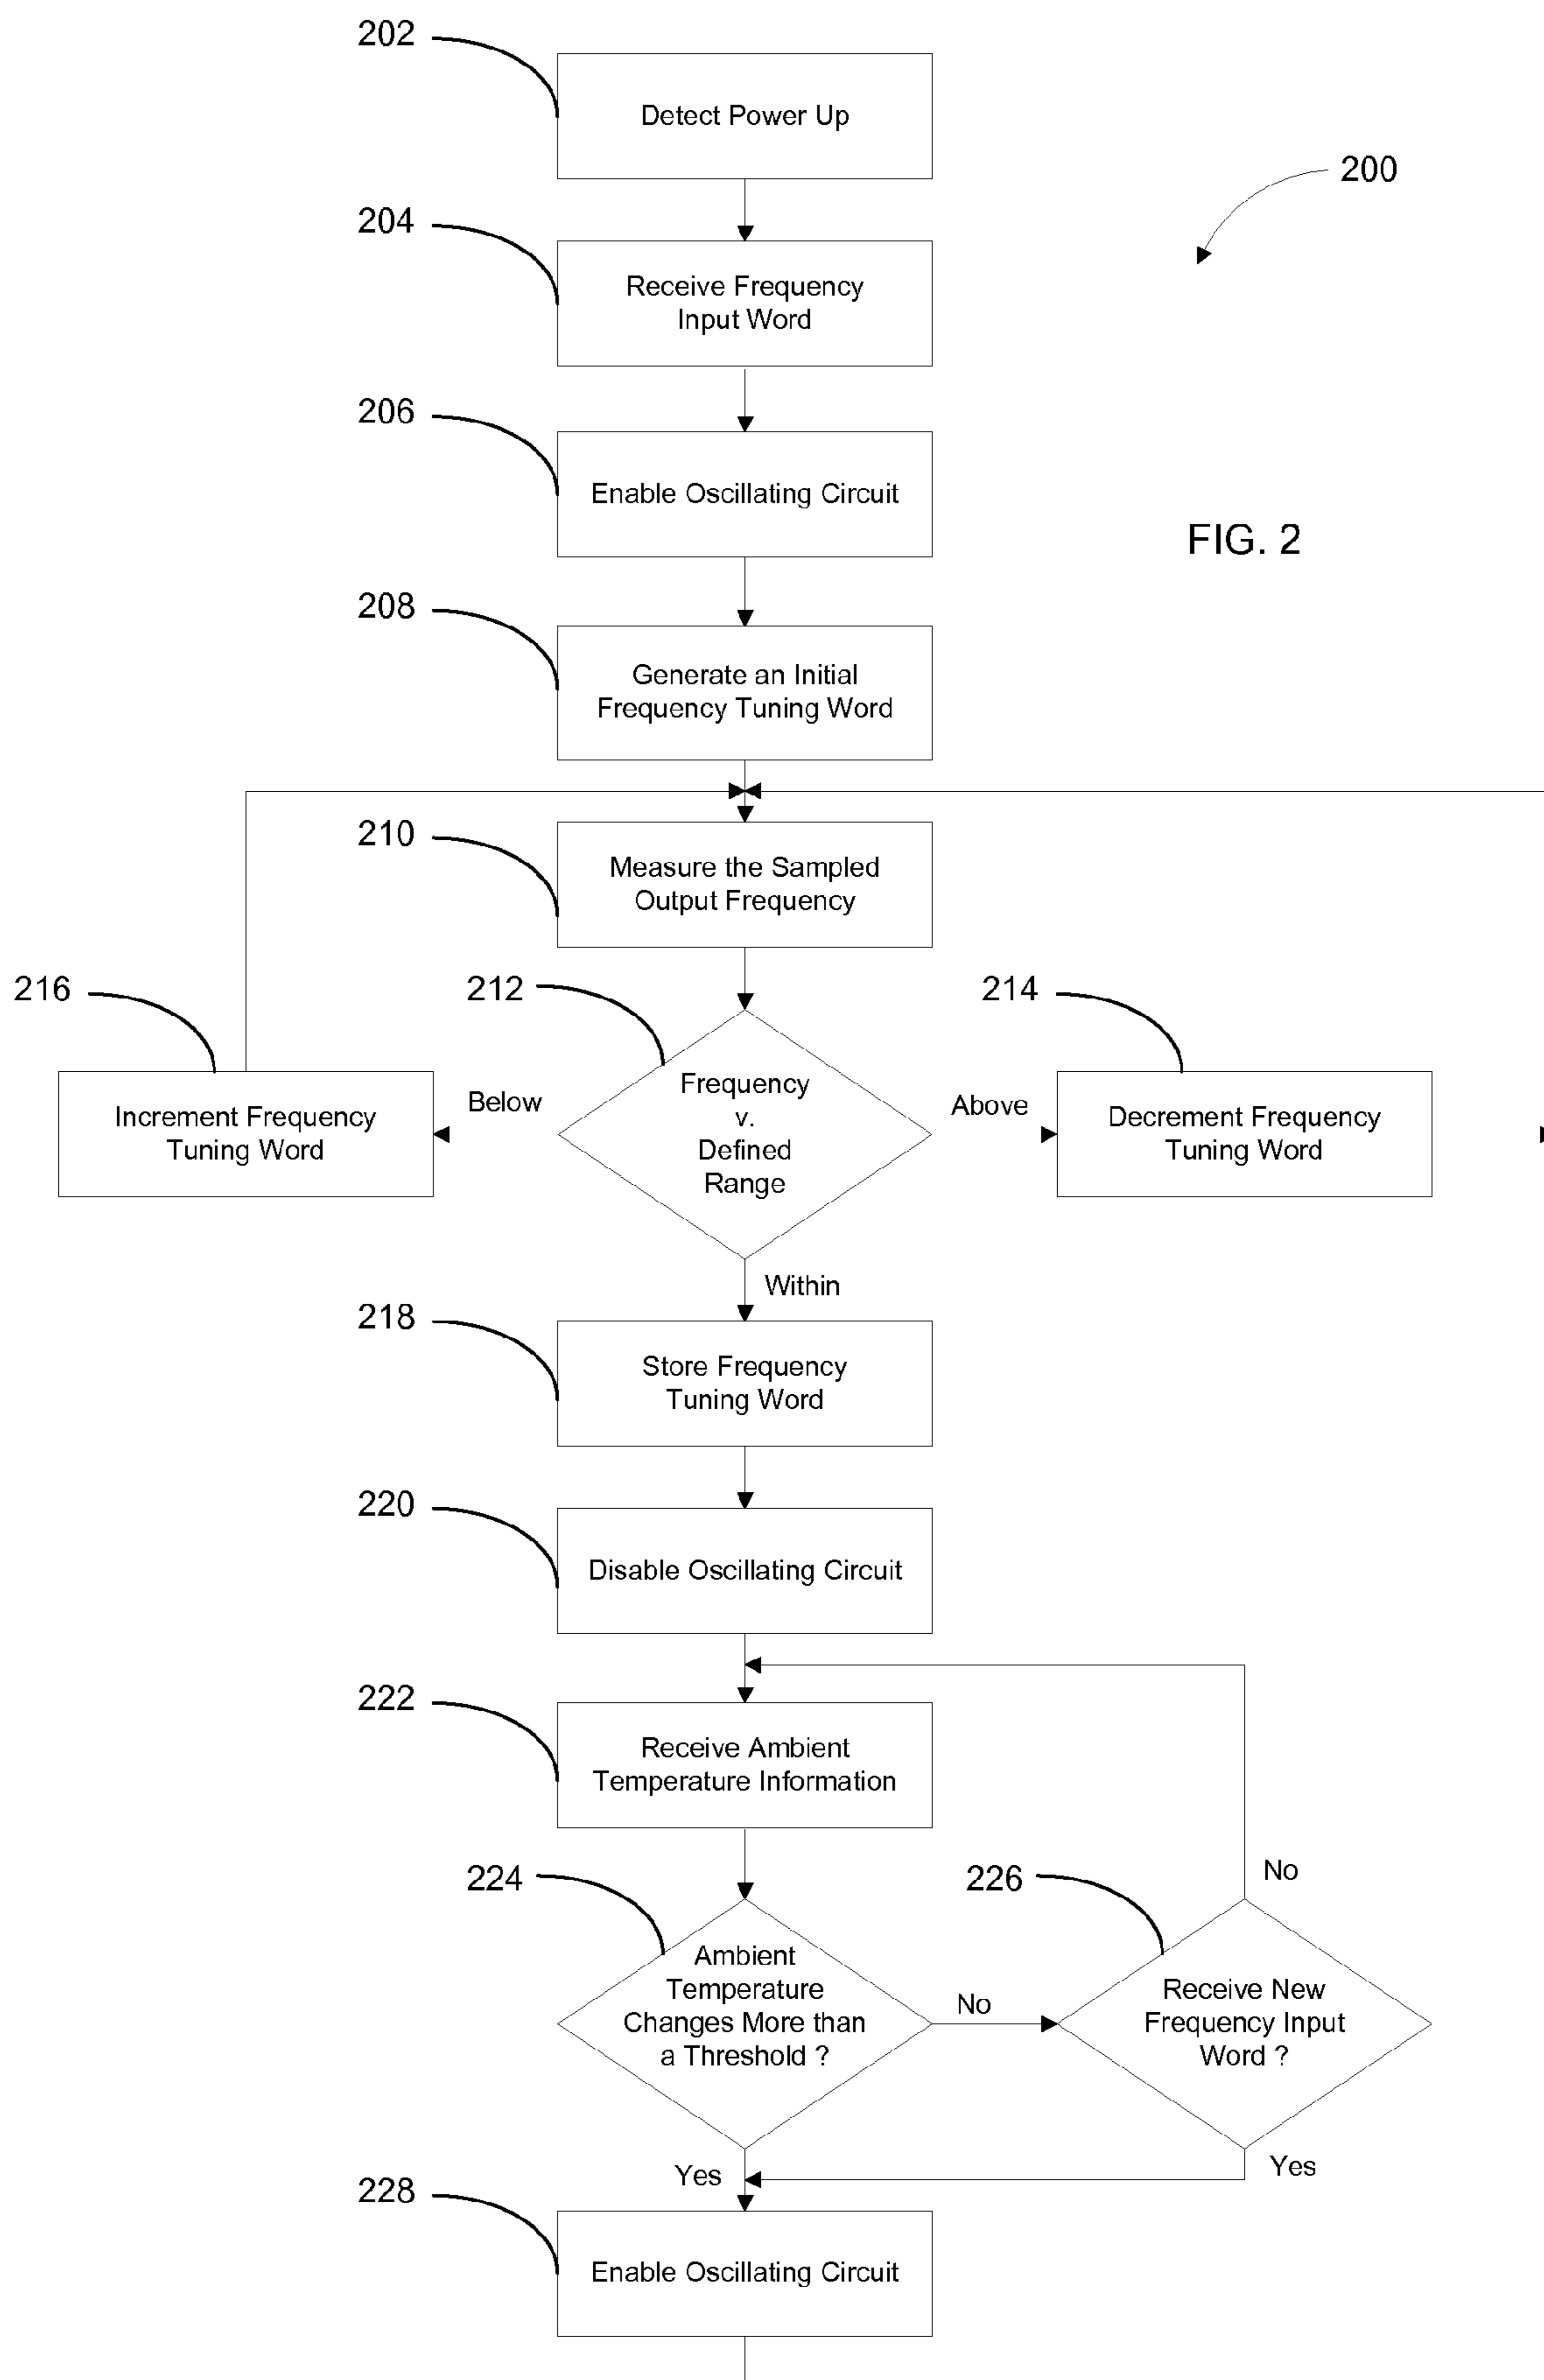 202
Detect Power Up
200
204
Receive Frequency
Input Word
206
Enable Oscillating Circuit
FIG. 2
208
Generate an Initial
Frequency Tuning Word
210
Measure the Sampled
Output Frequency
216
212
214
Increment Frequency
Tuning Word
Below
Frequency
v.
Defined
Range
Above
Decrement Frequency
Tuning Word
Within
218
Store Frequency
Tuning Word
220
Disable Oscillating Circuit
222
Receive Ambient
Temperature Information
224
226
No
Ambient
Temperature
Changes More than
a Threshold ?
No
Receive New
Frequency Input
Word ?
Yes
Yes
228
Enable Oscillating Circuit